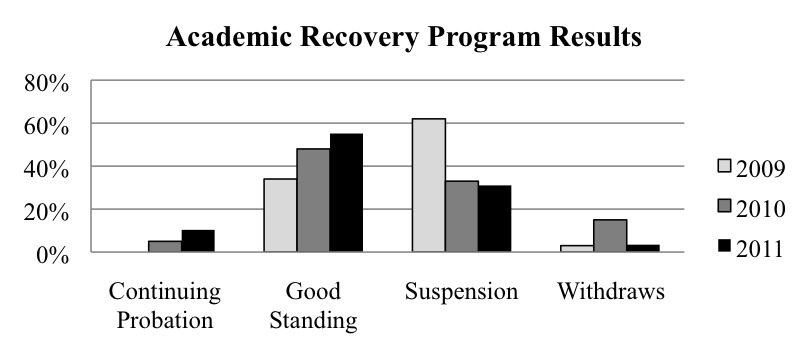 Academic Recovery Program Results
80%
60%
40%
20%
0%
Continuing
Probation
Good
Standing
Suspension
Withdraws
2009
2010
2011